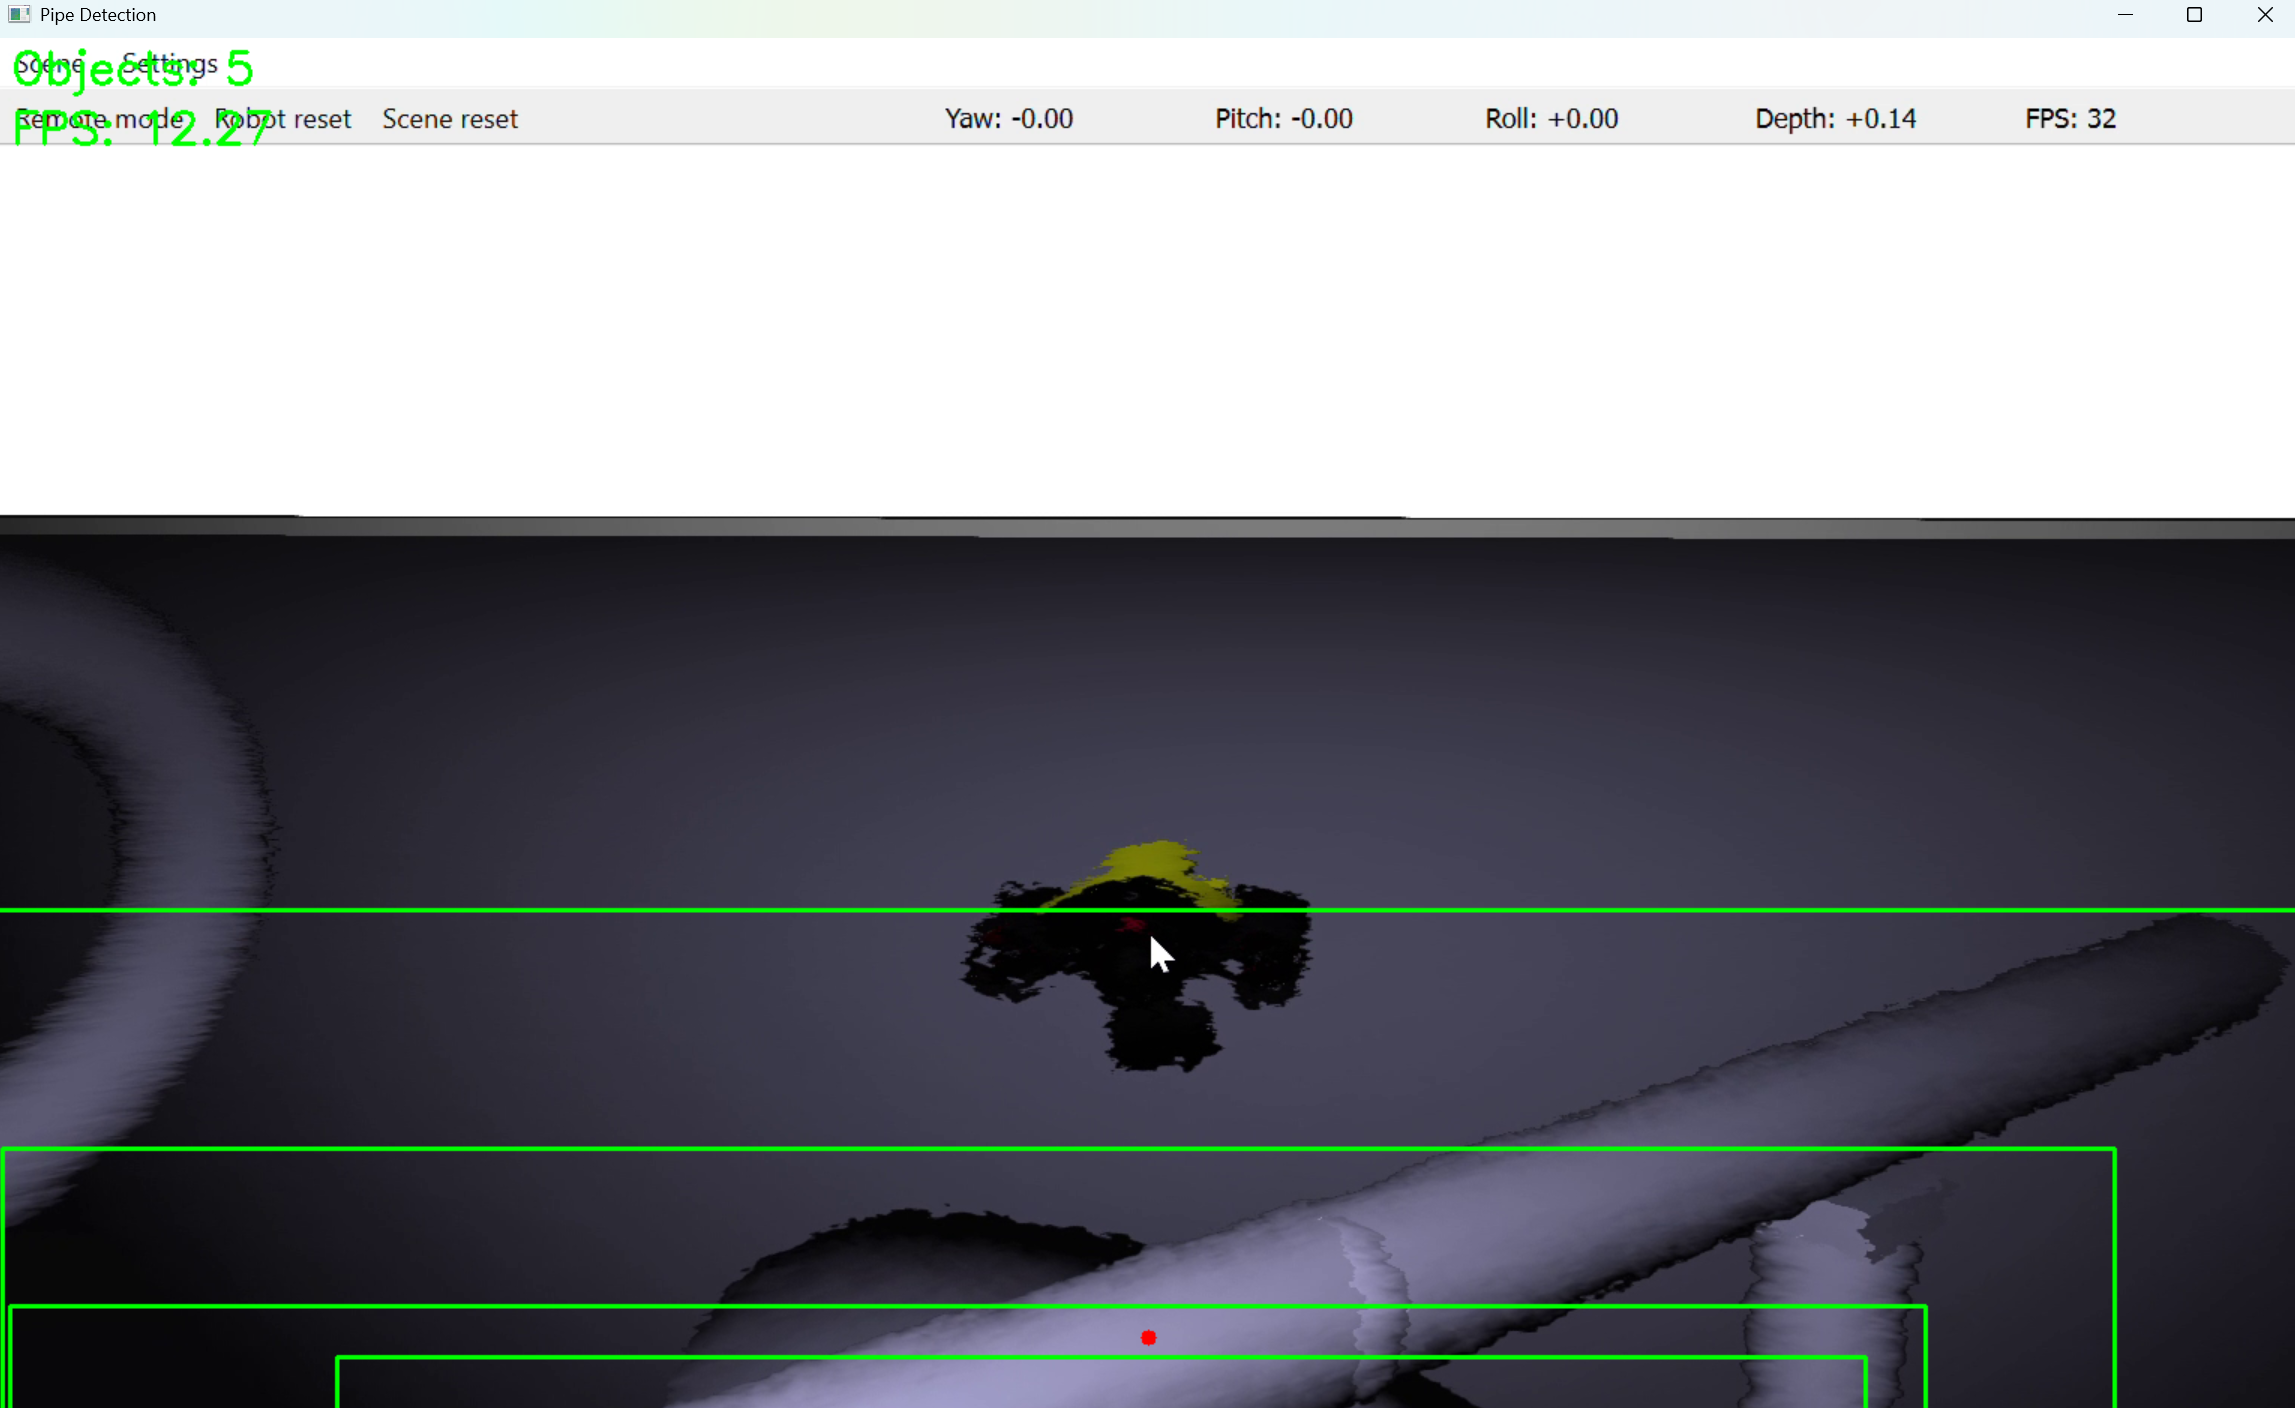 Pipe Detection
Scene Settings
Objects: 5
Remote mode Robot reset Scene reset Yaw: -0.00 Pitch: -0.00 Roll: +0.00 Depth: +0.14 FPS: 32
FPS: 12.27